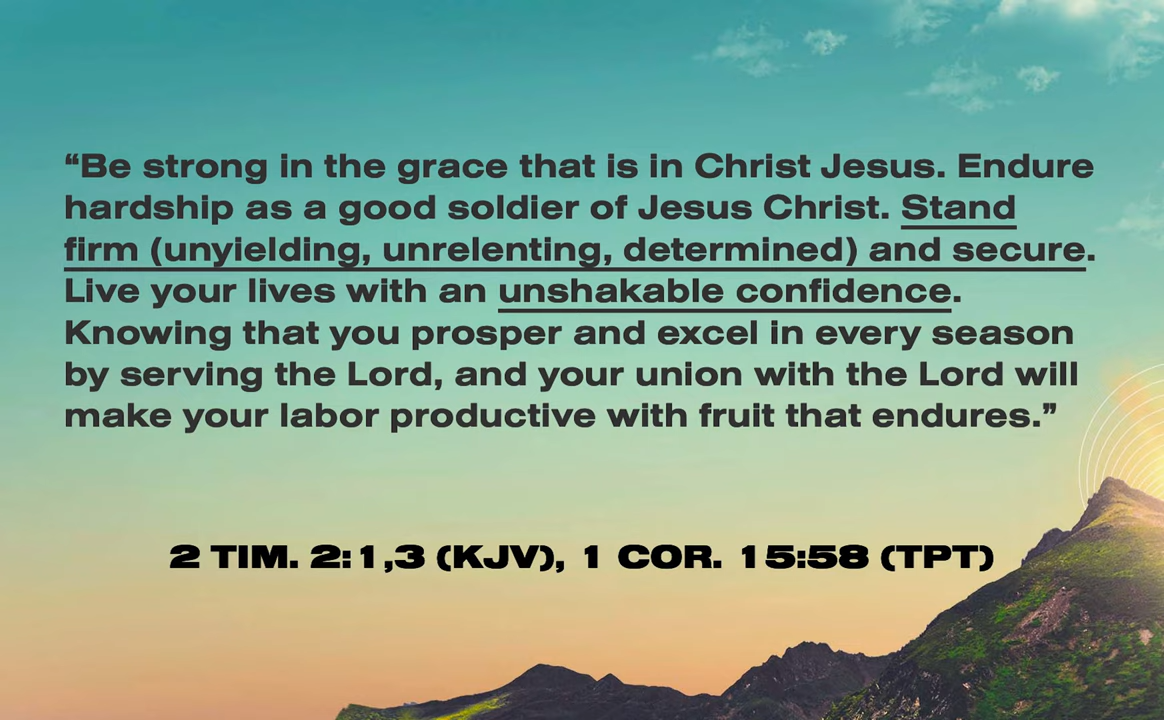 “Be strong in the grace that is in Christ Jesus. Endure
hardship as a good soldier of Jesus Christ. Stand
firm (unyielding, unrelenting, determined) and secure.
Live your lives with an unshakable confidence.
Knowing that you prosper and excel in every season
by serving the Lord, and your union with the Lord will
make your labor productive with fruit that endures.”
2 TIM. 2:1,3 (KJV), 1 COR. 15:58 (TPT)